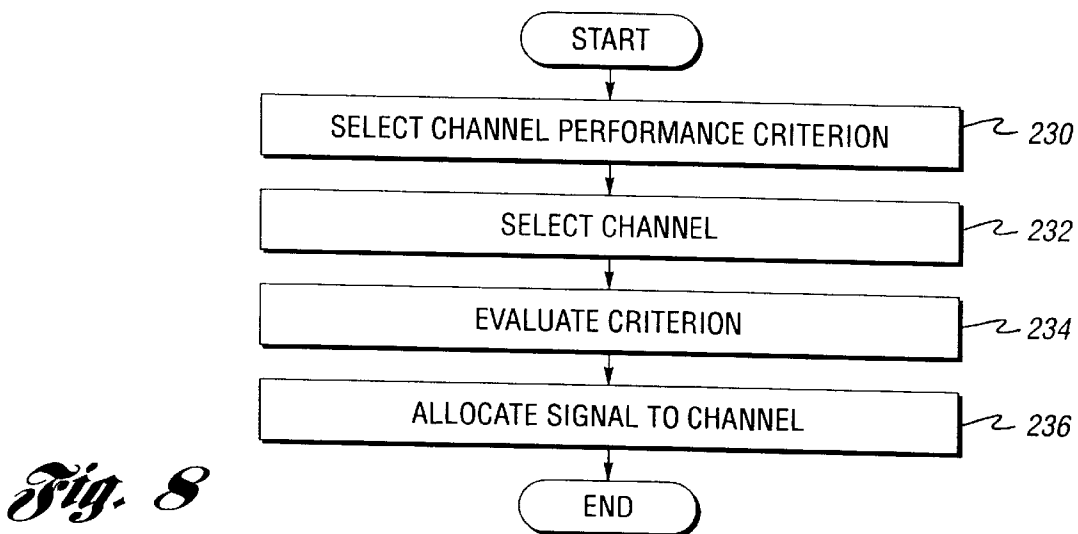 START
SELECT CHANNEL PERFORMANCE CRITERION 230
SELECT CHANNEL 232
EVALUATE CRITERION 234
ALLOCATE SIGNAL TO CHANNEL 236
END
Fig. 8